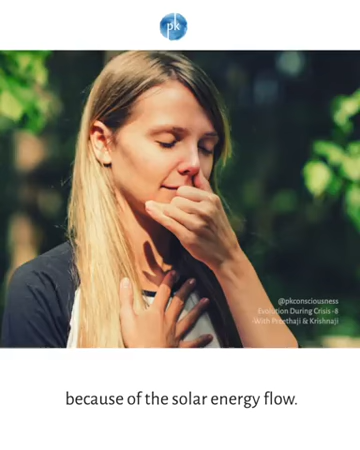 pk
@pkconsciousness
Evolution During Crisis -8
-With Preethaji & Krishnaji
because of the solar energy flow.